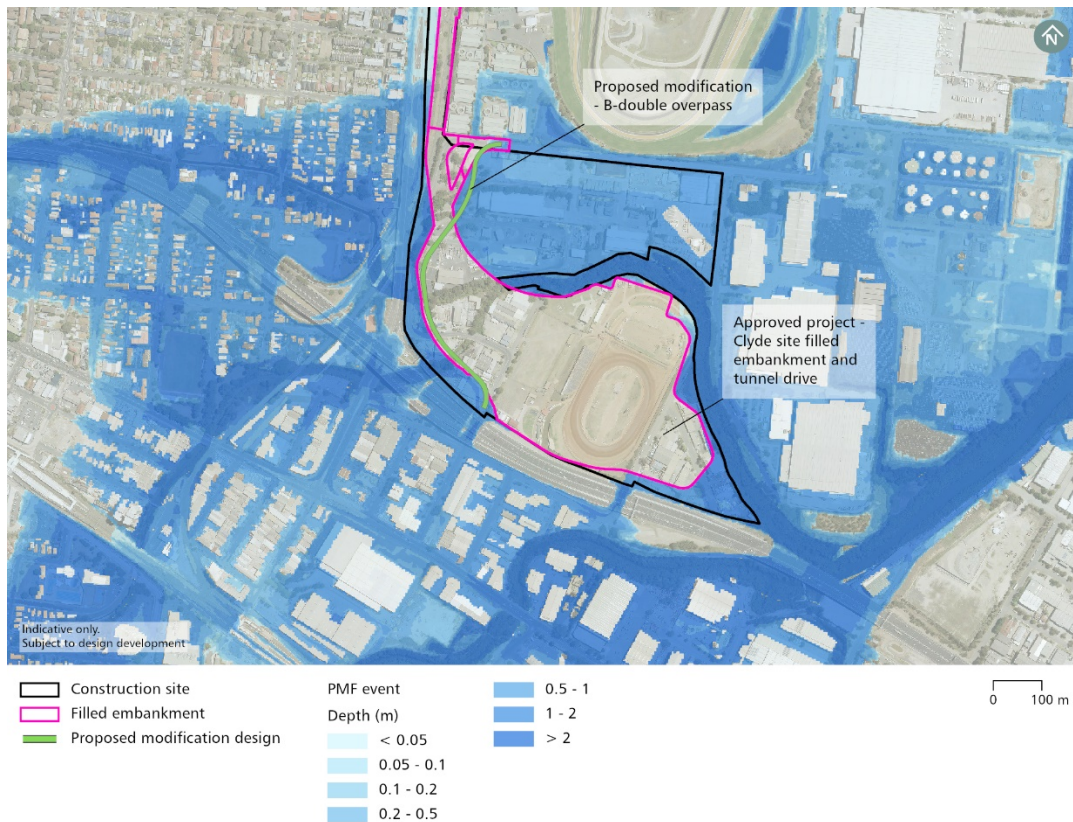 N
Proposed modification
- B-double overpass
Approved project -
Clyde site filled
embankment and
tunnel drive
Indicative only.
Subject to design development
Construction site
Filled embankment
Proposed modification design
PMF event
Depth (m)
< 0.05
0.05 - 0.1
0.1 - 0.2
0.2 - 0.5
0.5 - 1
1 - 2
> 2
0 100 m